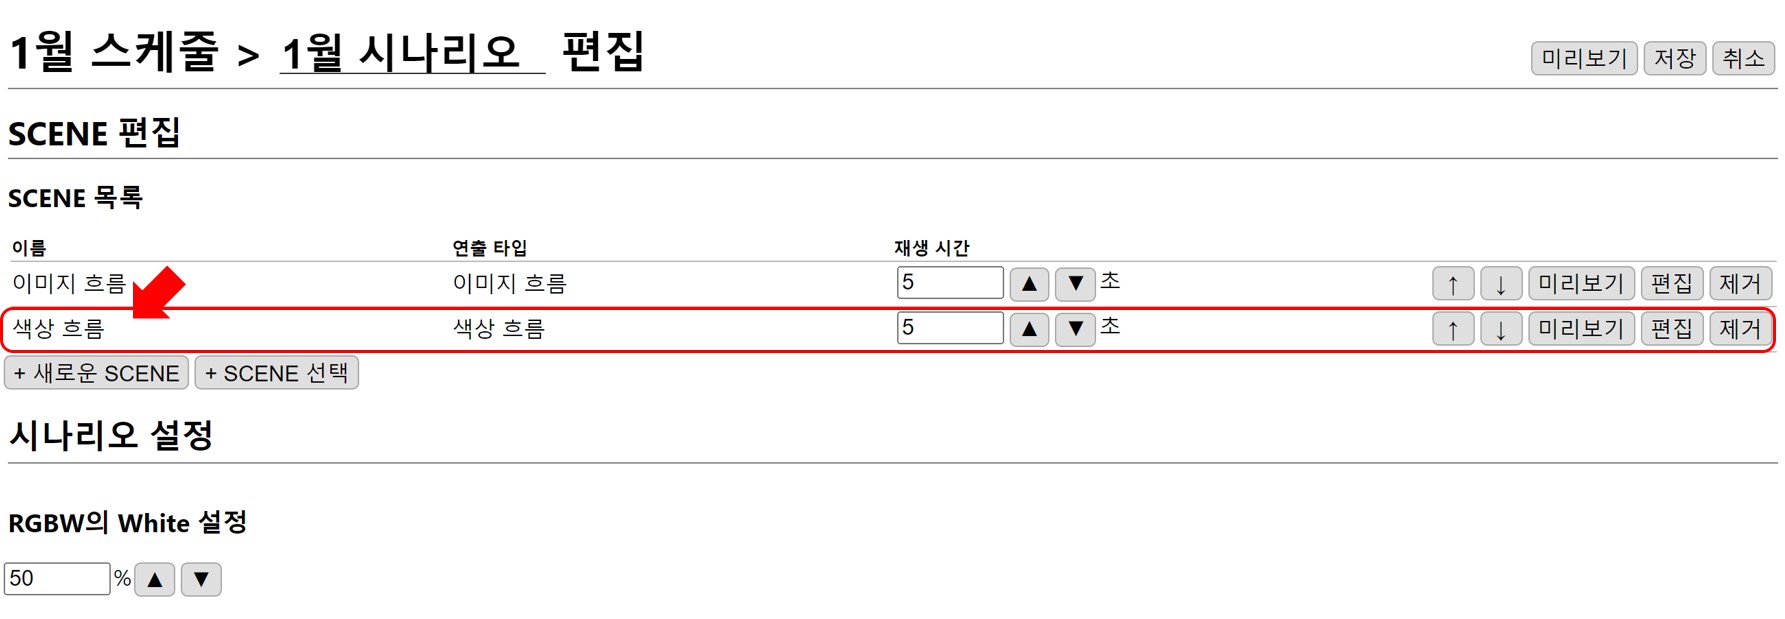 1월 스케줄 > 1월 시나리오 편집 미리보기 저장 취소
SCENE 편집
SCENE 목록
이름 연출 타입 재생 시간
이미지 흐름 이미지 흐름 5 ▲ ▼ 초 ↑ ↓ 미리보기 편집 제거
색상 흐름 색상 흐름 5 ▲ ▼ 초 ↑ ↓ 미리보기 편집 제거
+ 새로운 SCENE + SCENE 선택
시나리오 설정
RGBW의 White 설정
50 % ▲ ▼